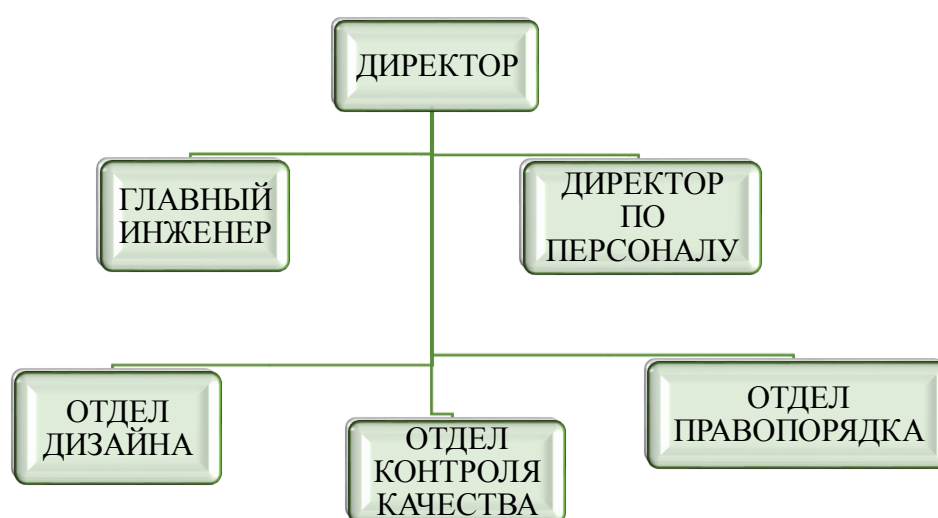 ДИРЕКТОР
ГЛАВНЫЙ
ИНЖЕНЕР
ДИРЕКТОР
ПО
ПЕРСОНАЛУ
ОТДЕЛ
ДИЗАЙНА
ОТДЕЛ
КОНТРОЛЯ
КАЧЕСТВА
ОТДЕЛ
ПРАВОПОРЯДКА